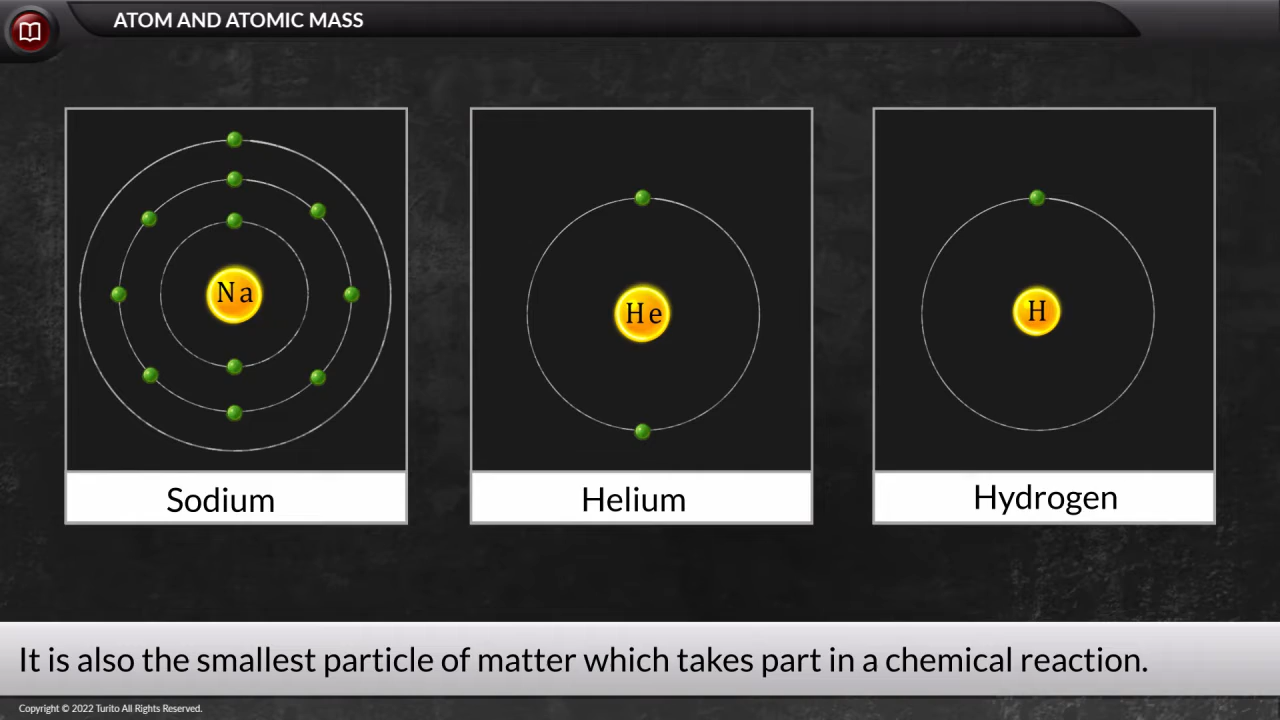 ATOM AND ATOMIC MASS
Na
He
H
Sodium
Helium
Hydrogen
It is also the smallest particle of matter which takes part in a chemical reaction.
Copyright © 2022 Turito All Rights Reserved.